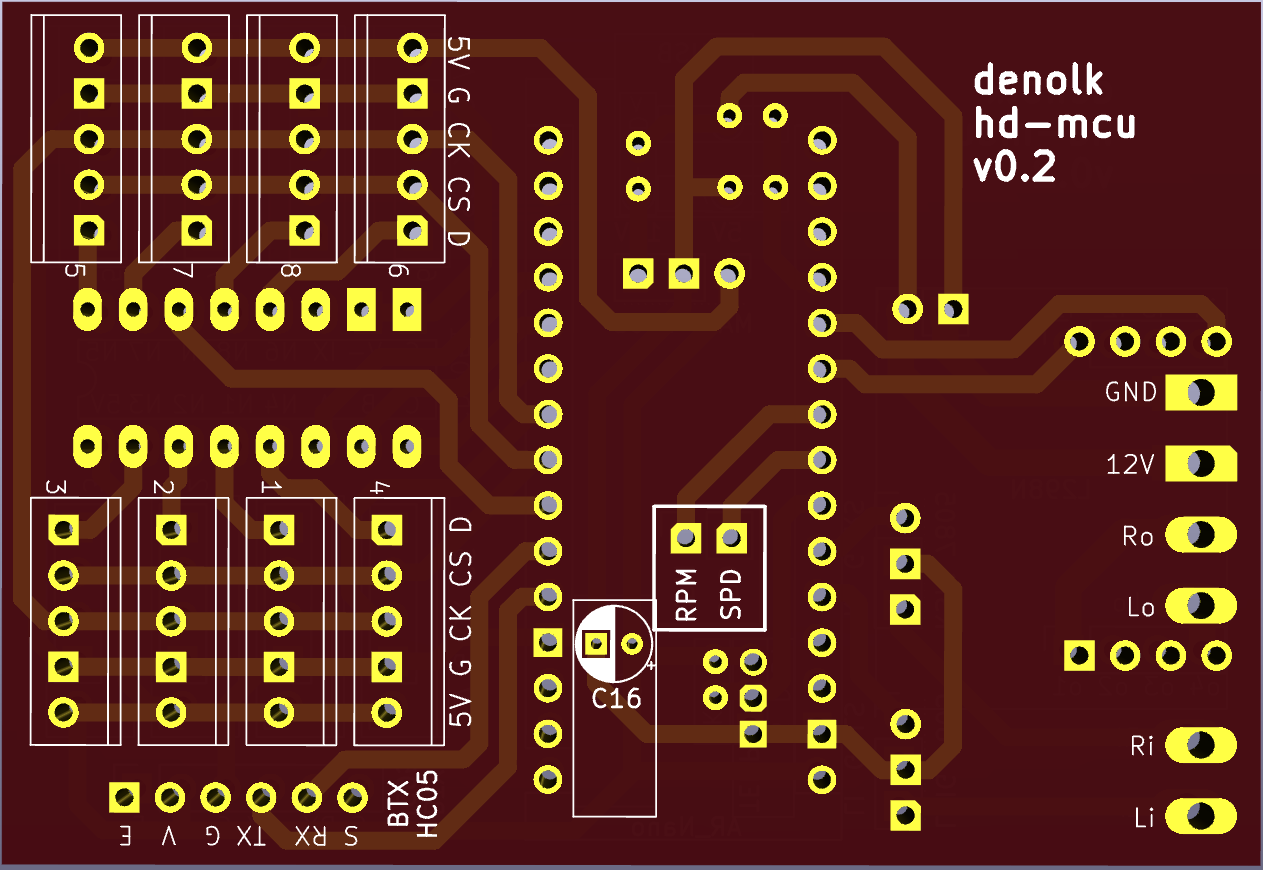 5V G CK CS D
denolk
hd-mcu
v0.2
5
7
8
6
GND
12V
3
2
1
4
5V G CK CS D
RPM
SPD
Ro
Lo
+
C16
Ri
Li
BTX
HC05
E
V
G
TX
RX
S